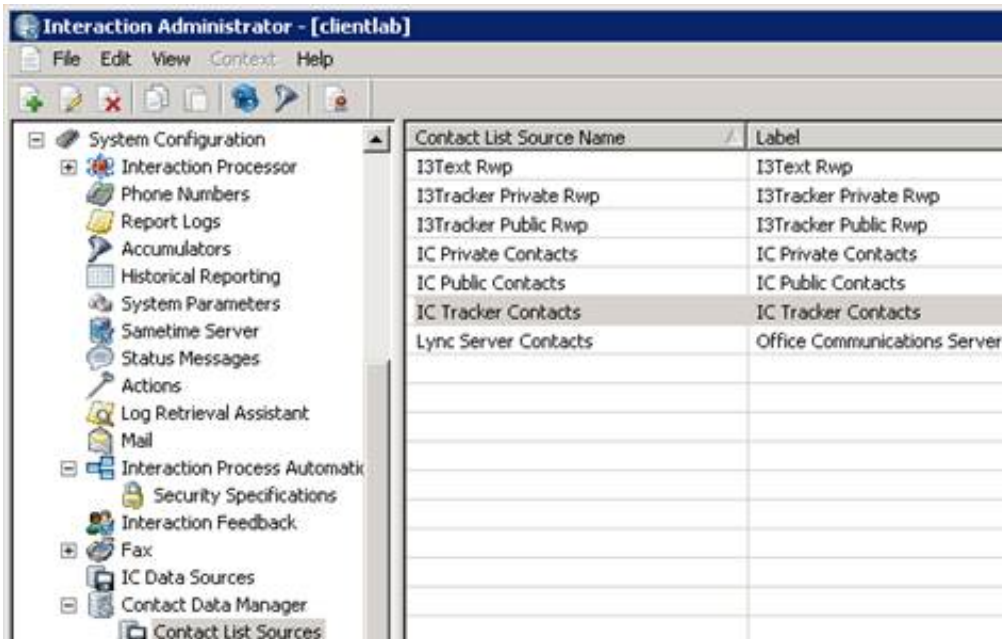 Interaction Administrator - [clientlab]
File Edit View Context Help
System Configuration
Interaction Processor
Phone Numbers
Report Logs
Accumulators
Historical Reporting
System Parameters
Sametime Server
Status Messages
Actions
Log Retrieval Assistant
Mail
Interaction Process Automatic
Security Specifications
Interaction Feedback
Fax
IC Data Sources
Contact Data Manager
Contact List Sources
Contact List Source Name Label
I3Text Rwp I3Text Rwp
I3Tracker Private Rwp I3Tracker Private Rwp
I3Tracker Public Rwp I3Tracker Public Rwp
IC Private Contacts IC Private Contacts
IC Public Contacts IC Public Contacts
IC Tracker Contacts IC Tracker Contacts
Lync Server Contacts Office Communications Server